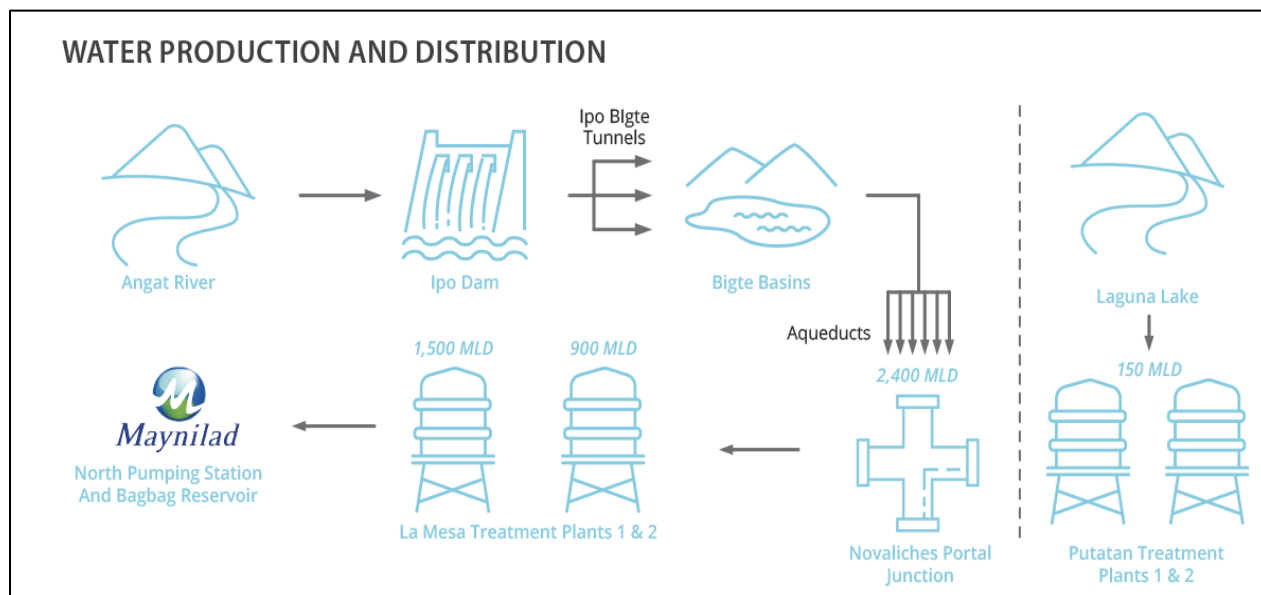 WATER PRODUCTION AND DISTRIBUTION
Ipo BIgte
Tunnels
Angat River
Ipo Dam
Bigte Basins
Laguna Lake
Aqueducts
1,500 MLD
900 MLD
2,400 MLD
150 MLD
M
Maynilad
North Pumping Station
And Bagbag Reservoir
La Mesa Treatment Plants 1 & 2
Novaliches Portal
Junction
Putatan Treatment
Plants 1 & 2